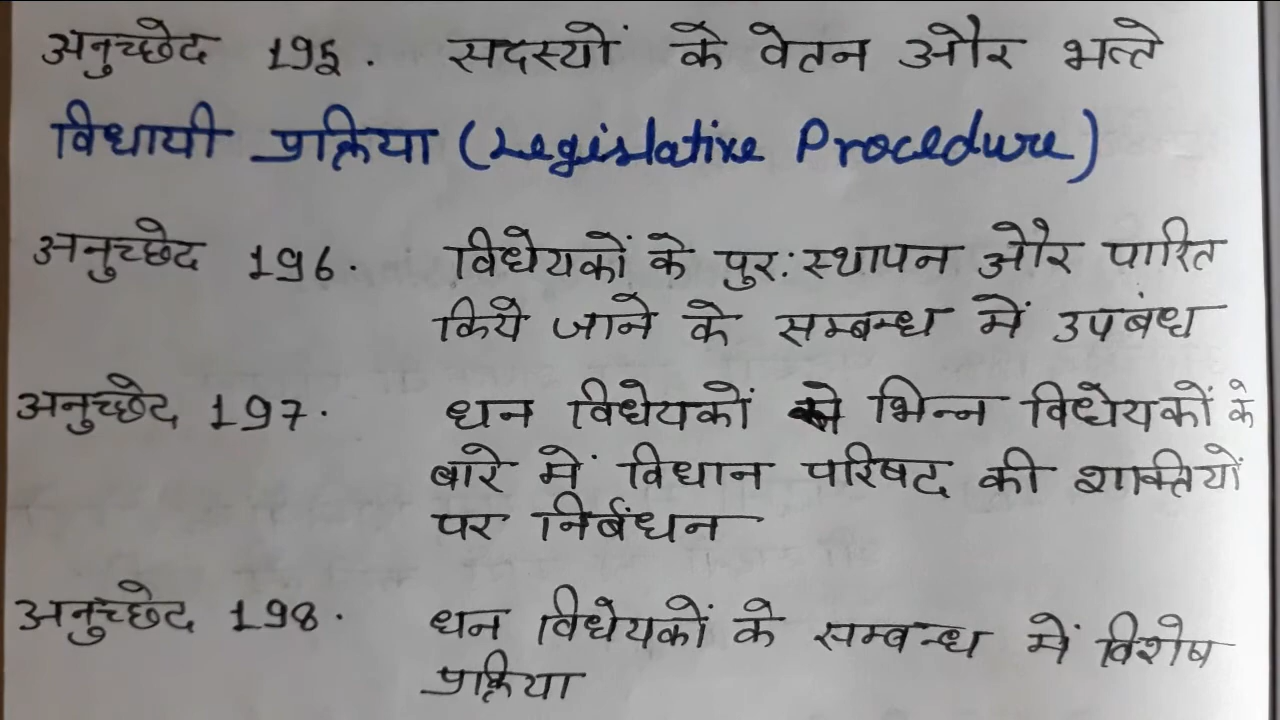 अनुच्छेद 195. सदस्यों के वेतन और भत्ते
विधायी प्रक्रिया (Legislative Procedure)
अनुच्छेद 196. विधेयकों के पुर:स्थापन और पारित
किये जाने के सम्बन्ध में उपबंध
अनुच्छेद 197. धन विधेयकों से भिन्न विधेयकों के
बारे में विधान परिषद की शक्तियों
पर निर्बंधन
अनुच्छेद 198. धन विधेयकों के सम्बन्ध में विशेष
प्रक्रिया